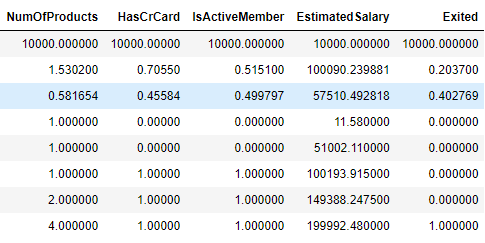 NumOfProducts HasCrCard IsActiveMember EstimatedSalary Exited
10000.000000 10000.00000 10000.000000 10000.000000 10000.000000
1.530200 0.70550 0.515100 100090.239881 0.203700
0.581654 0.45584 0.499797 57510.492818 0.402769
1.000000 0.00000 0.000000 11.580000 0.000000
1.000000 0.00000 0.000000 51002.110000 0.000000
1.000000 1.00000 1.000000 100193.915000 0.000000
2.000000 1.00000 1.000000 149388.247500 0.000000
4.000000 1.00000 1.000000 199992.480000 1.000000